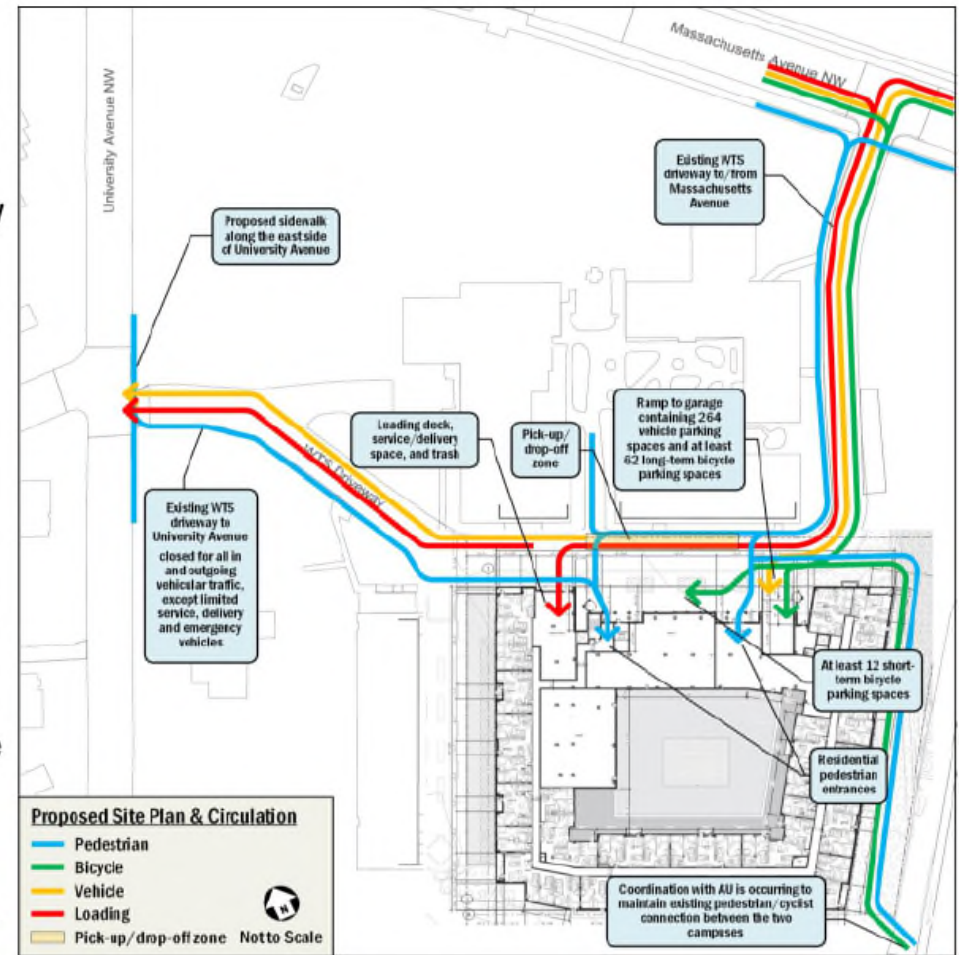 Massachusetts Avenue NW
University Avenue NW
Existing WTS
driveway to/from
Massachusetts
Avenue
Proposed sidewalk
along the east side
of University Avenue
Ramp to garage
containing 264
vehicle parking
spaces and at least
62 long-term bicycle
parking spaces
Loading dock,
service/delivery
space, and trash
Pick-up/
drop-off
zone
WTS Driveway
Existing WTS
driveway to
University Avenue
closed for all in
and outgoing
vehicular traffic,
except limited
service, delivery
and emergency
vehicles
At least 12 short-
term bicycle
parking spaces
Residential
pedestrian
entrances
Coordination with AU is occurring to
maintain existing pedestrian/cyclist
connection between the two
campuses
Proposed Site Plan & Circulation
Pedestrian
Bicycle
Vehicle
Loading
Pick-up/drop-off zone
N
Not to Scale